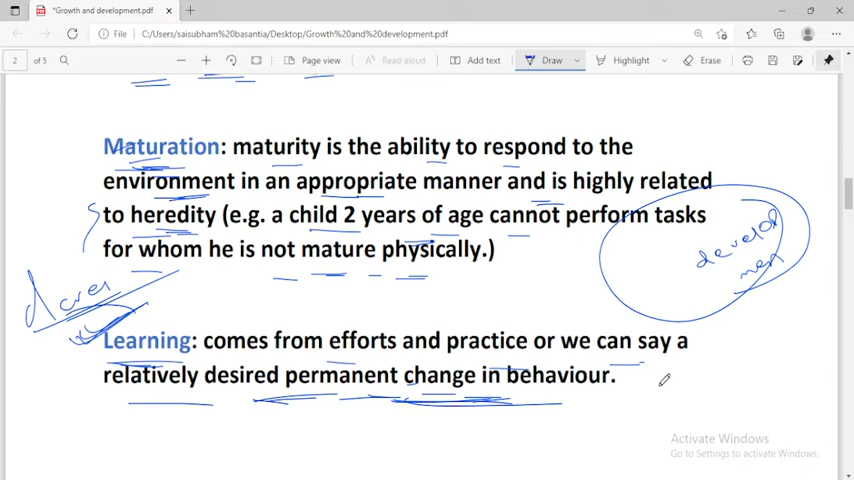 *Growth and development.pdf
File
C:/Users/saisubham%20basantia/Desktop/Growth%20and%20development.pdf
2 of 5
Page view
Read aloud
Add text
Draw
Highlight
Erase
Maturation: maturity is the ability to respond to the
environment in an appropriate manner and is highly related
to heredity (e.g. a child 2 years of age cannot perform tasks
for whom he is not mature physically.)
develop
men
Learning: comes from efforts and practice or we can say a
relatively desired permanent change in behaviour.
Activate Windows
Go to Settings to activate Windows.